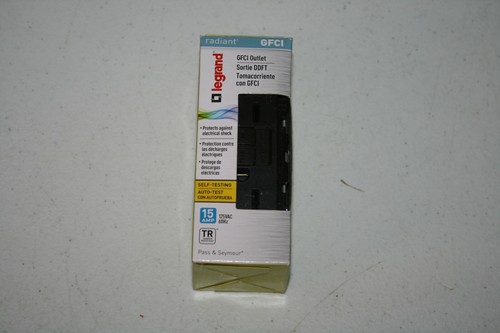 radiant®
GFCI
legrand®
GFCI Outlet
Sortie DDFT
Tomacorriente
con GFCI
• Protects against
electrical shock
• Protection contre
les décharges
électriques
• Protege de
descargas
eléctricas
SELF-TESTING
AUTO-TEST
CON AUTOPRUEBA
15
AMP
125VAC
60Hz
TR
Pass & Seymour®